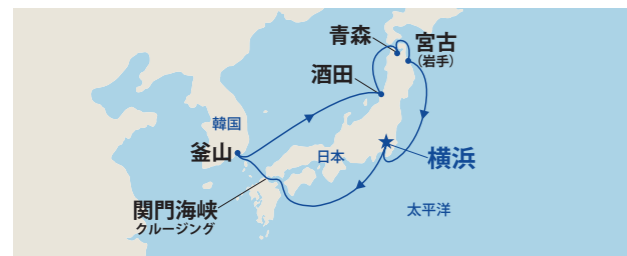 青森
宮古
(岩手)
酒田
韓国
釜山
日本
横浜
関門海峡
クルージング
太平洋